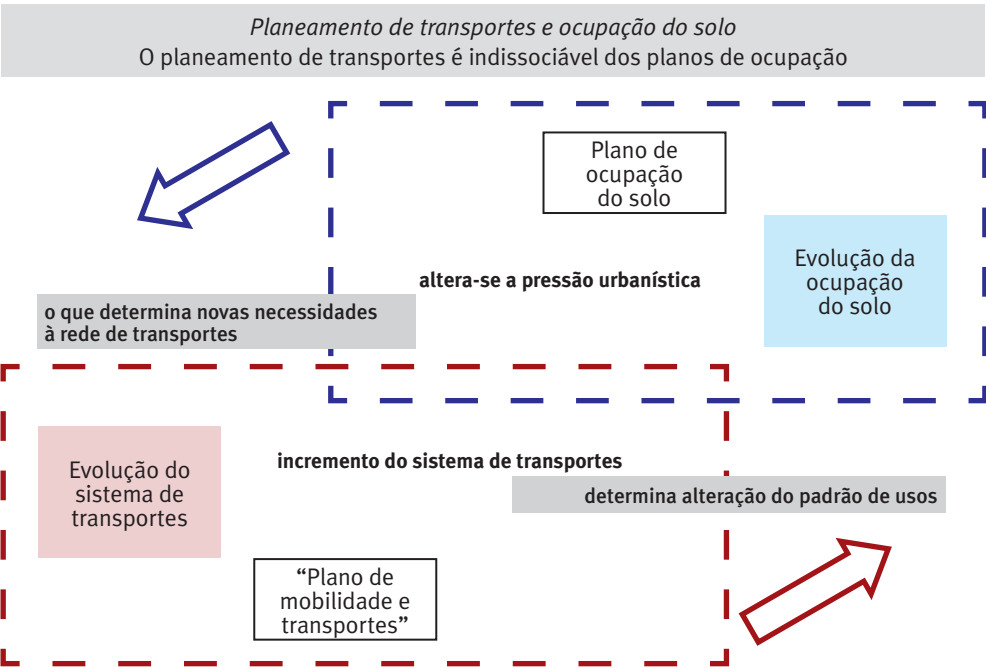 Planeamento de transportes e ocupação do solo
O planeamento de transportes é indissociável dos planos de ocupação
Plano de
ocupação
do solo
Evolução da
ocupação
do solo
altera-se a pressão urbanística
o que determina novas necessidades
à rede de transportes
Evolução do
sistema de
transportes
incremento do sistema de transportes
determina alteração do padrão de usos
“Plano de
mobilidade e
transportes”